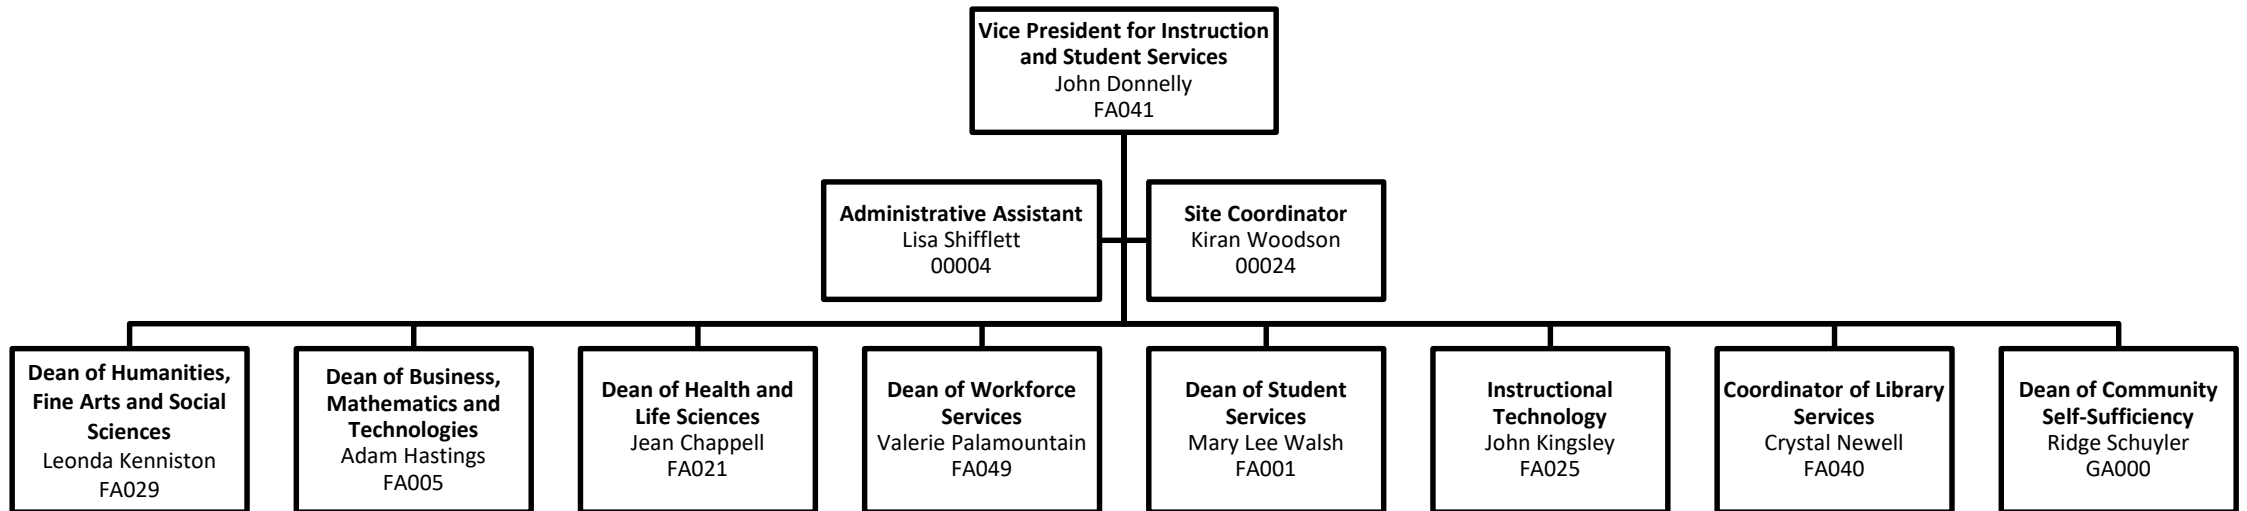 Vice President for Instruction
and Student Services
John Donnelly
FA041
Administrative Assistant
Lisa Shifflett
00004
Site Coordinator
Kiran Woodson
00024
Dean of Humanities,
Fine Arts and Social
Sciences
Leonda Kenniston
FA029
Dean of Business,
Mathematics and
Technologies
Adam Hastings
FA005
Dean of Health and
Life Sciences
Jean Chappell
FA021
Dean of Workforce
Services
Valerie Palamountain
FA049
Dean of Student
Services
Mary Lee Walsh
FA001
Instructional
Technology
John Kingsley
FA025
Coordinator of Library
Services
Crystal Newell
FA040
Dean of Community
Self-Sufficiency
Ridge Schuyler
GA000